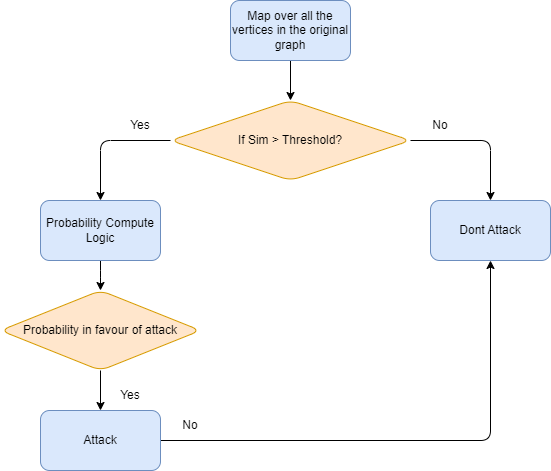 Map over all the
vertices in the original
graph
Yes
No
If Sim > Threshold?
Probability Compute
Logic
Dont Attack
Probability in favour of attack
Yes
Attack
No